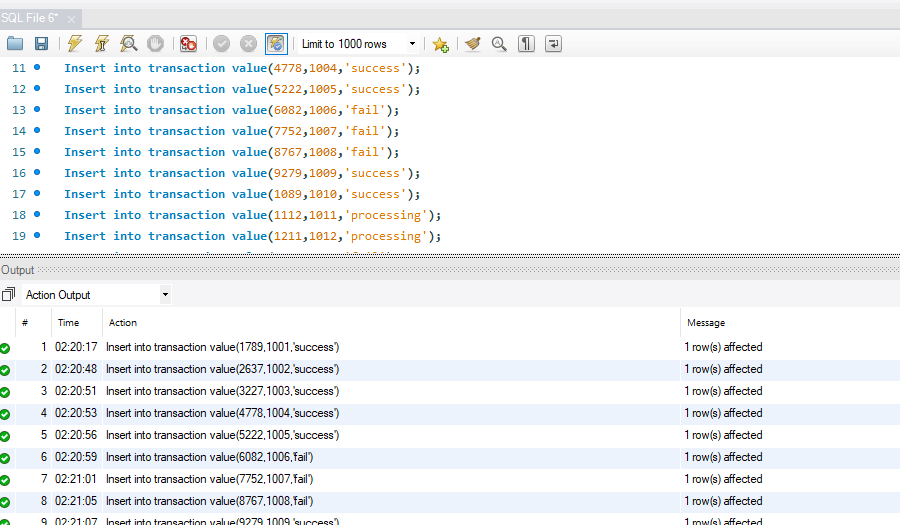 SQL File 6*
Limit to 1000 rows
11 Insert into transaction value(4778,1004,'success');
12 Insert into transaction value(5222,1005,'success');
13 Insert into transaction value(6082,1006,'fail');
14 Insert into transaction value(7752,1007,'fail');
15 Insert into transaction value(8767,1008,'fail');
16 Insert into transaction value(9279,1009,'success');
17 Insert into transaction value(1089,1010,'success');
18 Insert into transaction value(1112,1011,'processing');
19 Insert into transaction value(1211,1012,'processing');
Output
Action Output
# Time Action Message
1 02:20:17 Insert into transaction value(1789,1001,'success') 1 row(s) affected
2 02:20:48 Insert into transaction value(2637,1002,'success') 1 row(s) affected
3 02:20:51 Insert into transaction value(3227,1003,'success') 1 row(s) affected
4 02:20:53 Insert into transaction value(4778,1004,'success') 1 row(s) affected
5 02:20:56 Insert into transaction value(5222,1005,'success') 1 row(s) affected
6 02:20:59 Insert into transaction value(6082,1006,'fail') 1 row(s) affected
7 02:21:01 Insert into transaction value(7752,1007,'fail') 1 row(s) affected
8 02:21:05 Insert into transaction value(8767,1008,'fail') 1 row(s) affected
9 02:21:07 Insert into transaction value(9279,1009,'success') 1 row(s) affected